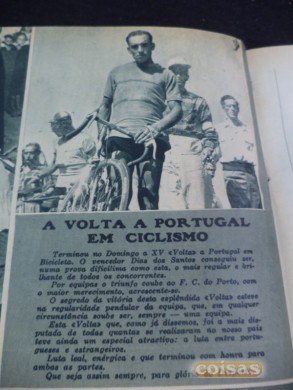 A VOLTA A PORTUGAL
EM CICLISMO
Terminou no Domingo a XV «Volta» a Portugal em
Bicicleta. O vencedor Dias dos Santos conseguiu ser,
numa prova dificílima como esta, o mais regular e bri-
lhante de todos os concorrentes.
Por equipas o triunfo coube ao F. C. do Porto, com
o maior merecimento, acrescente-se.
O segredo da vitória desta esplêndida «Volta» esteve
na regularidade pendular da equipa, que, em qualquer
circunstância soube ser, sempre — uma equipa.
Esta «Volta» que, como já dissemos, foi a mais dis-
putada de todas quantas se realizaram no nosso país
teve ainda um especial atractivo: a luta entre portu-
gueses e estrangeiros.
Luta leal, enérgica e que terminou com honra para
ambas as partes.
Que seja assim sempre, para glória
coisas